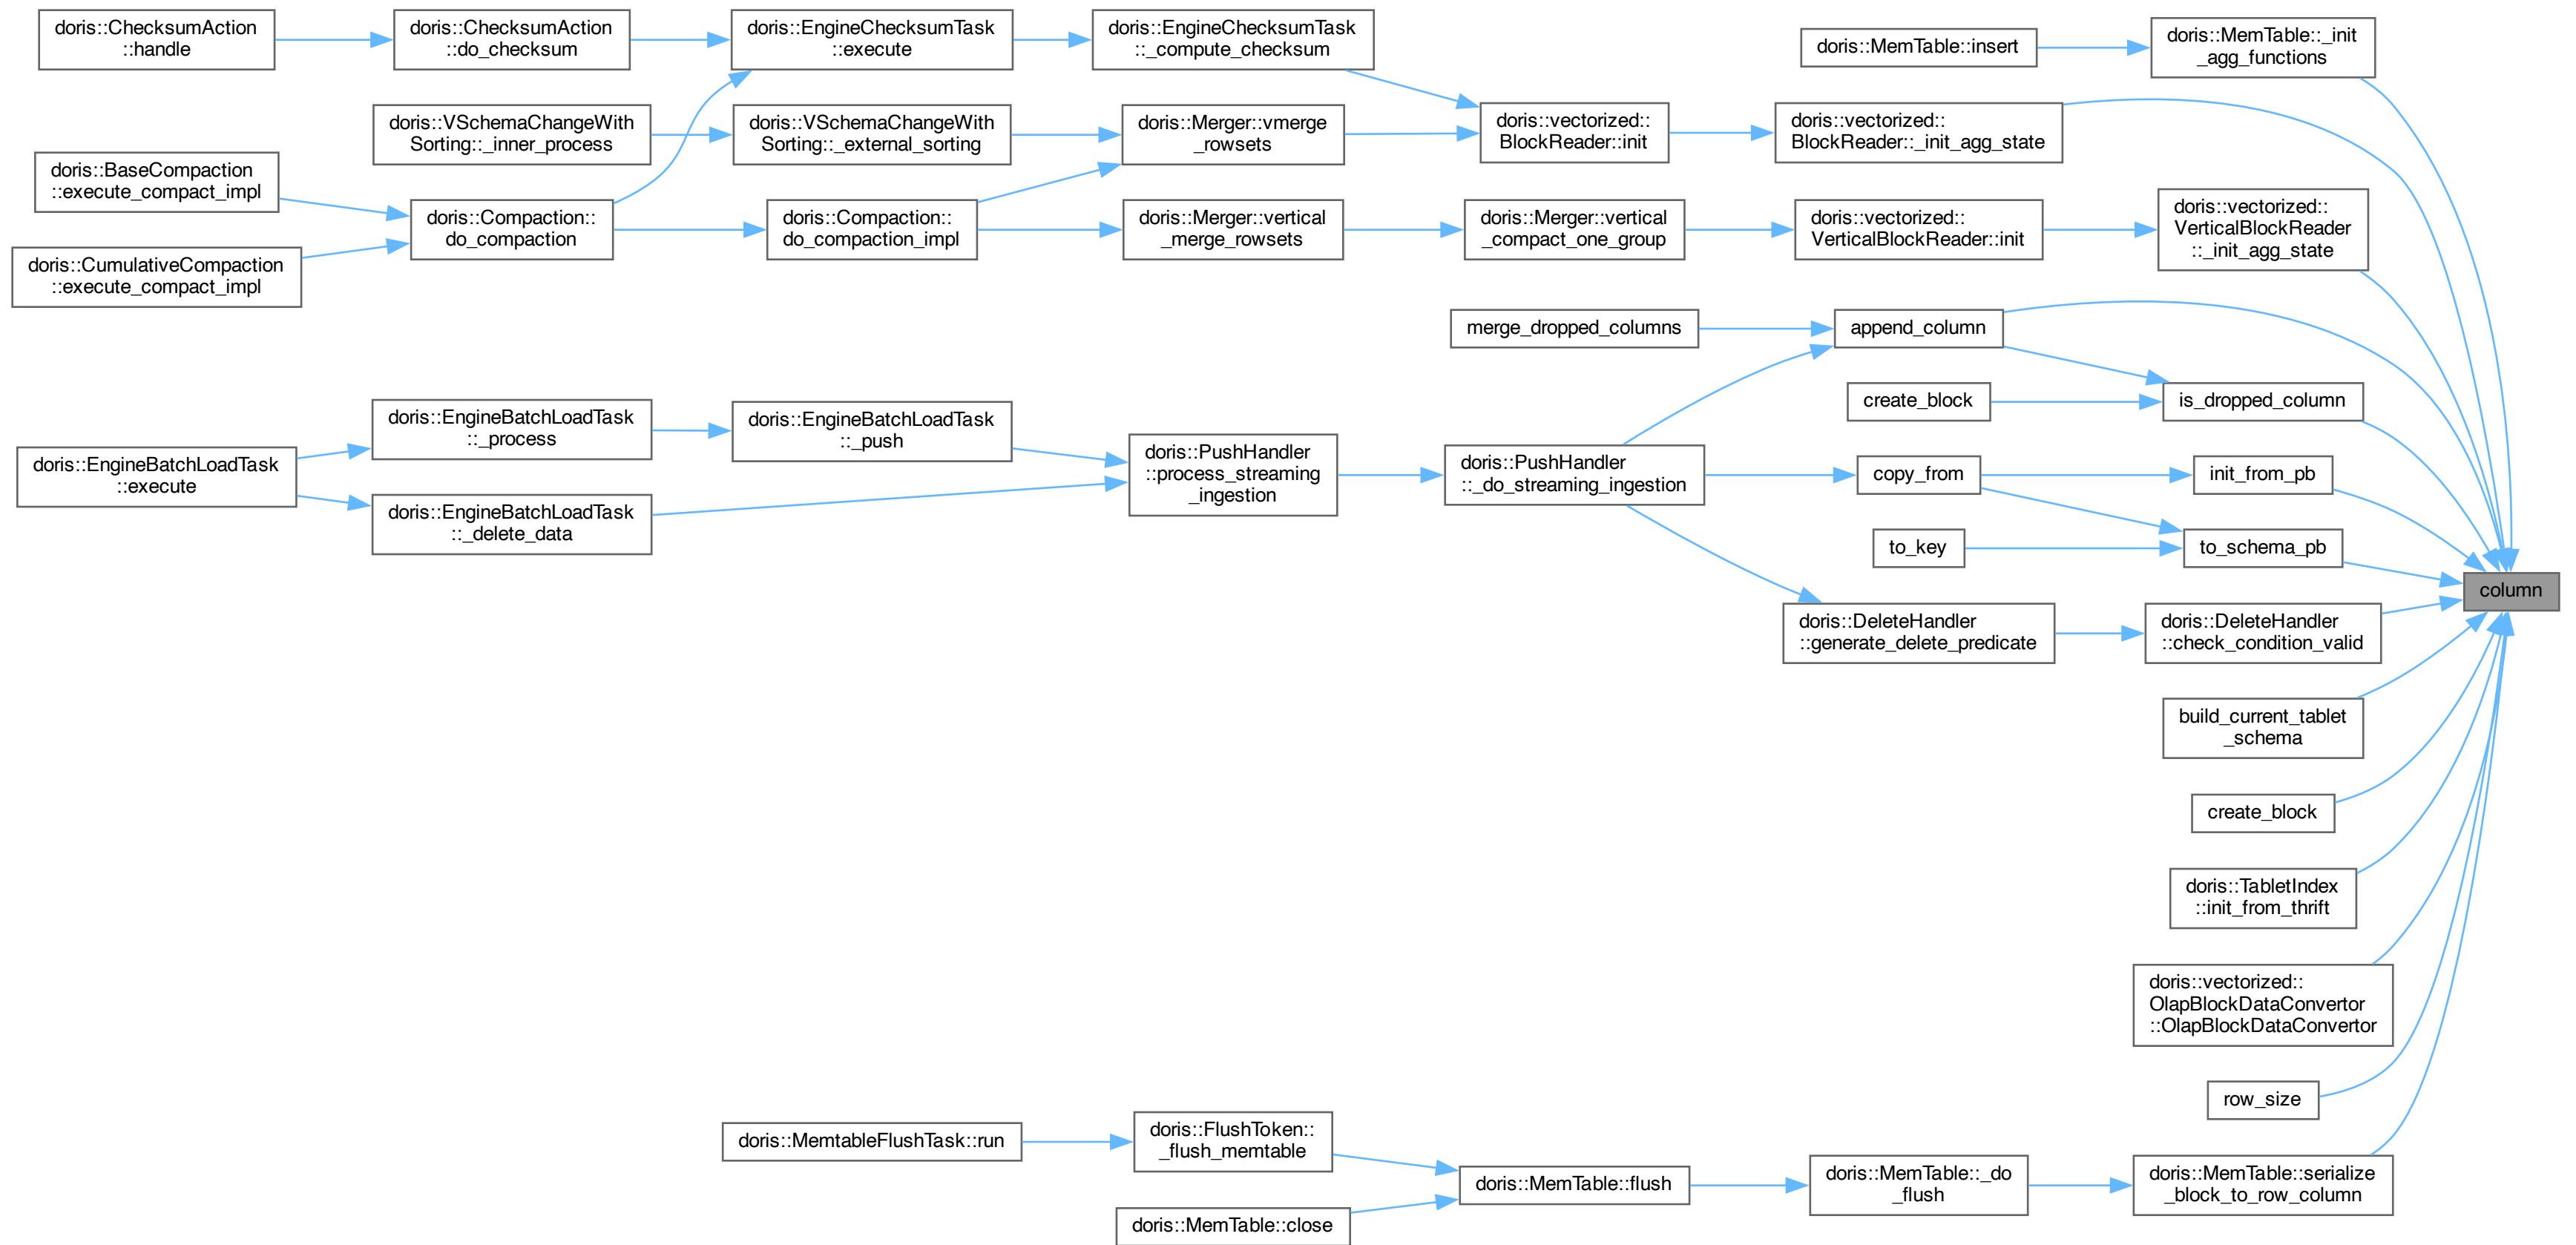 doris::ChecksumAction
::handle
doris::ChecksumAction
::do_checksum
doris::EngineChecksumTask
::execute
doris::EngineChecksumTask
::_compute_checksum
doris::MemTable::insert
doris::MemTable::_init
_agg_functions
doris::VSchemaChangeWith
Sorting::_inner_process
doris::VSchemaChangeWith
Sorting::_external_sorting
doris::Merger::vmerge
_rowsets
doris::vectorized::
BlockReader::init
doris::vectorized::
BlockReader::_init_agg_state
doris::BaseCompaction
::execute_compact_impl
doris::CumulativeCompaction
::execute_compact_impl
doris::Compaction::
do_compaction
doris::Compaction::
do_compaction_impl
doris::Merger::vertical
_merge_rowsets
doris::Merger::vertical
_compact_one_group
doris::vectorized::
VerticalBlockReader::init
doris::vectorized::
VerticalBlockReader
::_init_agg_state
merge_dropped_columns
append_column
create_block
is_dropped_column
doris::EngineBatchLoadTask
::execute
doris::EngineBatchLoadTask
::_process
doris::EngineBatchLoadTask
::_delete_data
doris::EngineBatchLoadTask
::_push
doris::PushHandler
::process_streaming
_ingestion
doris::PushHandler
::_do_streaming_ingestion
copy_from
init_from_pb
to_key
to_schema_pb
column
doris::DeleteHandler
::generate_delete_predicate
doris::DeleteHandler
::check_condition_valid
build_current_tablet
_schema
create_block
doris::TabletIndex
::init_from_thrift
doris::vectorized::
OlapBlockDataConvertor
::OlapBlockDataConvertor
row_size
doris::MemtableFlushTask::run
doris::FlushToken::
_flush_memtable
doris::MemTable::close
doris::MemTable::flush
doris::MemTable::_do
_flush
doris::MemTable::serialize
_block_to_row_column